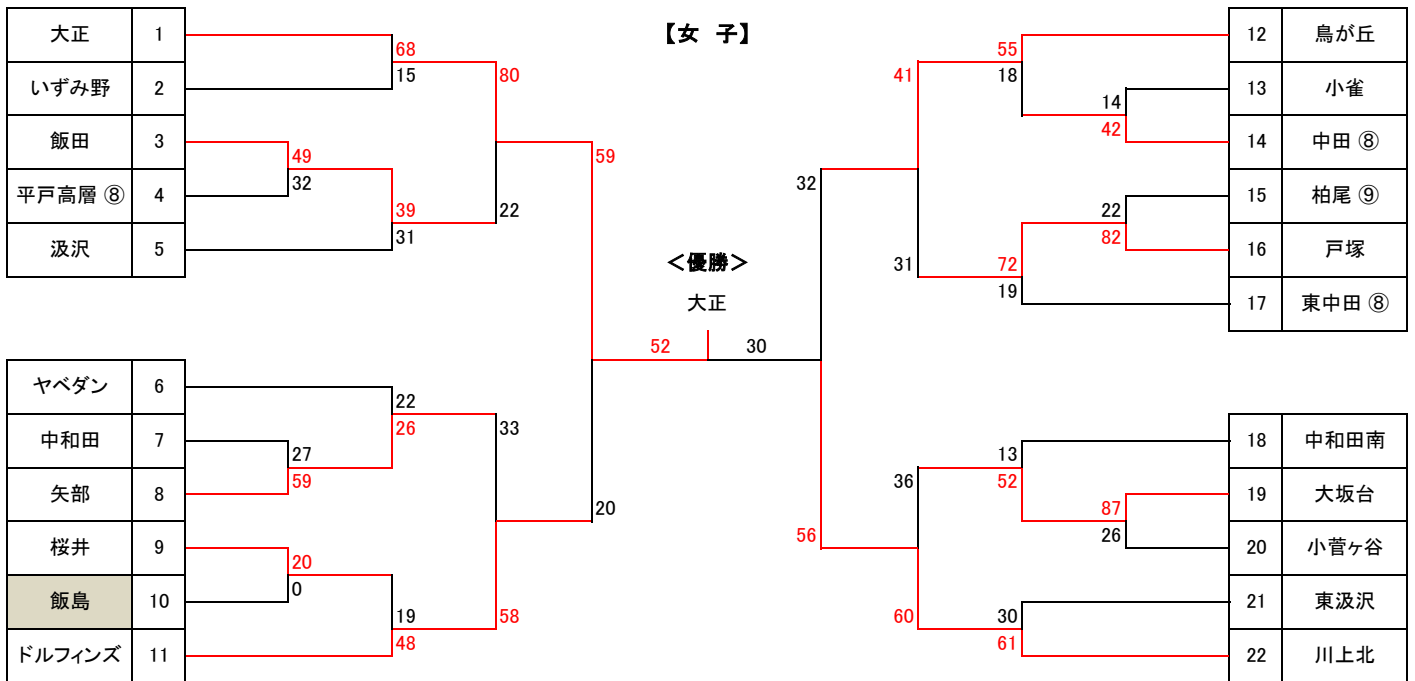 【女 子】
大正 1
いずみ野 2
飯田 3
平戸高層 ⑧ 4
汲沢 5
68
15
80
49
32
39
31
22
59
ヤベダン 6
中和田 7
矢部 8
桜井 9
飯島 10
ドルフィンズ 11
22
26
33
27
59
20
20
0
19
48
58
＜優勝＞
大正
52 30
12 鳥が丘
13 小雀
14 中田 ⑧
15 柏尾 ⑨
16 戸塚
17 東中田 ⑧
55
18
41
14
42
32
22
82
72
19
31
18 中和田南
19 大坂台
20 小菅ヶ谷
21 東汲沢
22 川上北
13
52
36
87
26
56
30
61
60